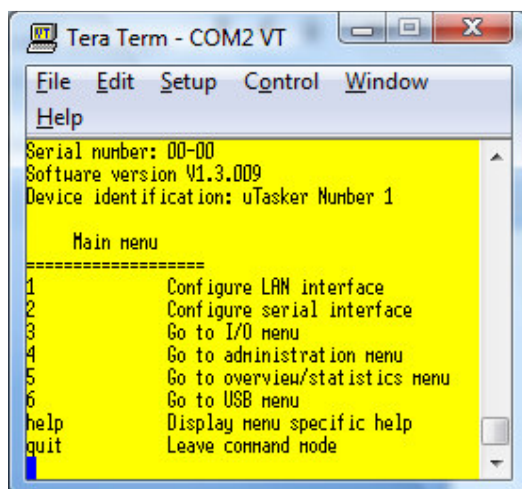 Tera Term - COM2 VT
File Edit Setup Control Window
Help
Serial number: 00-00
Software version V1.3.009
Device identification: uTasker Number 1
Main menu
===================
1 Configure LAN interface
2 Configure serial interface
3 Go to I/O menu
4 Go to administration menu
5 Go to overview/statistics menu
6 Go to USB menu
help Display menu specific help
quit Leave command mode